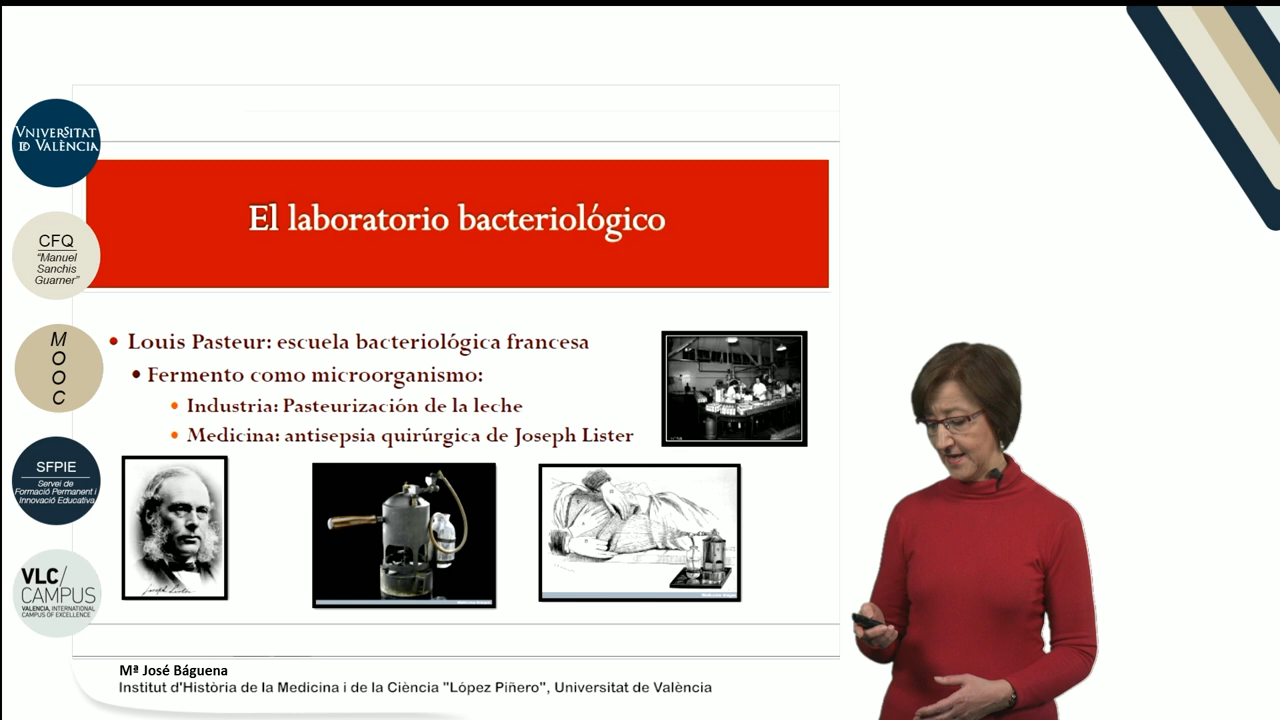 VNIVERSITAT
ID VALÈNCIA
CFQ
"Manuel
Sanchis
Guarner"
M
O
O
C
SFPIE
Servei de
Formació Permanent i
Innovació Educativa
VLC/
CAMPUS
VALENCIA, INTERNATIONAL
CAMPUS OF EXCELLENCE
El laboratorio bacteriológico
• Louis Pasteur: escuela bacteriológica francesa
• Fermento como microorganismo:
• Industria: Pasteurización de la leche
• Medicina: antisepsia quirúrgica de Joseph Lister
Joseph Lister
Mª José Báguena
Institut d'Història de la Medicina i de la Ciència "López Piñero", Universitat de València